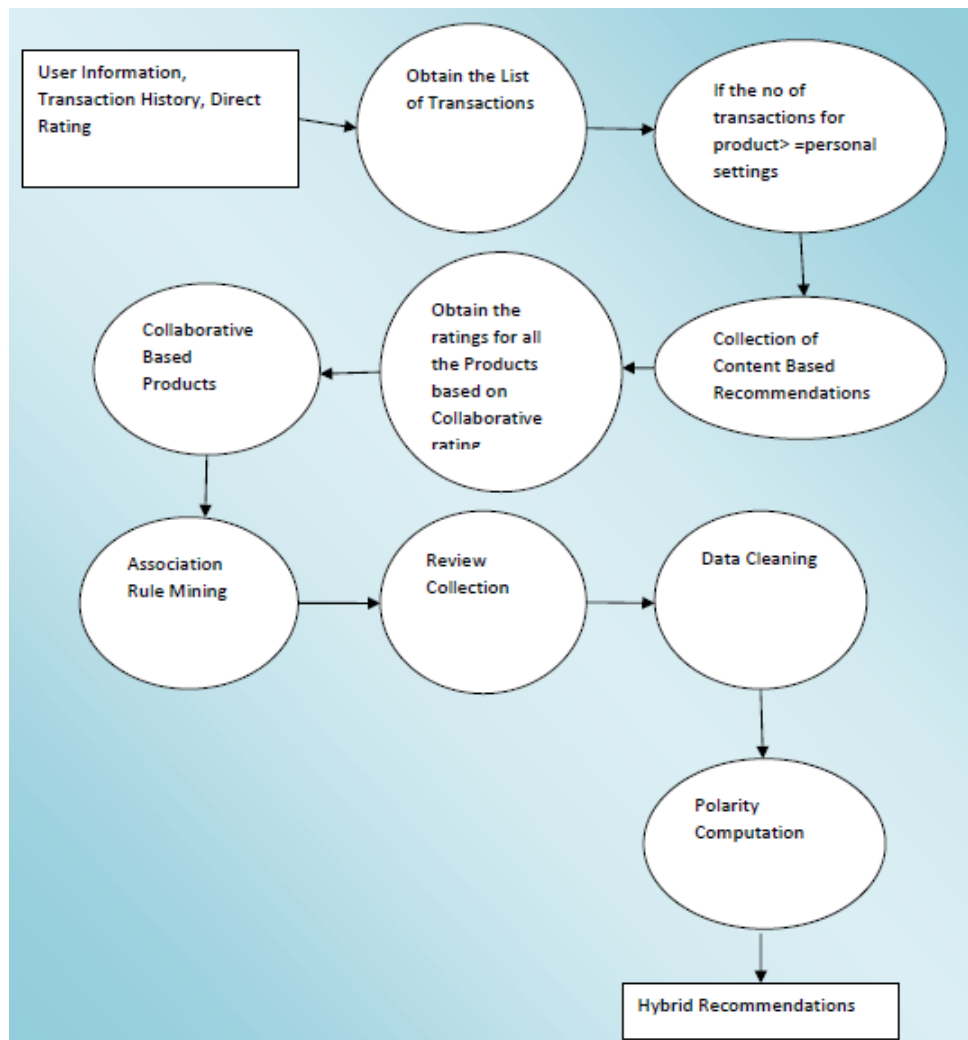 User Information,
Transaction History, Direct
Rating
Obtain the List
of Transactions
If the no of
transactions for
product> =personal
settings
Collection of
Content Based
Recommendations
Obtain the
ratings for all
the Products
based on
Collaborative
rating
Collaborative
Based
Products
Association
Rule Mining
Review
Collection
Data Cleaning
Polarity
Computation
Hybrid Recommendations